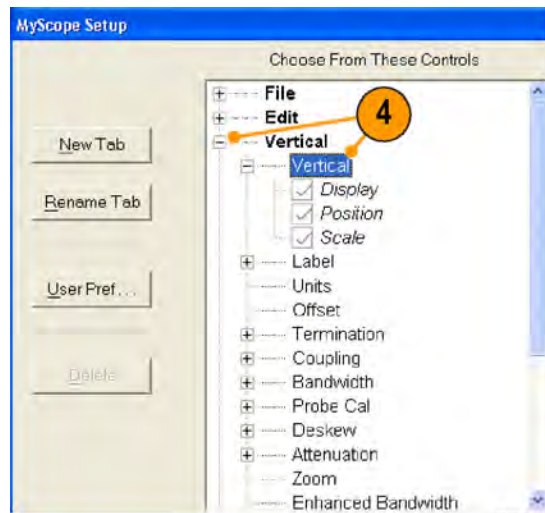 MyScope Setup
Choose From These Controls
File
Edit
4
Vertical
Vertical
Display
Position
Scale
Label
Units
Offset
Termination
Coupling
Bandwidth
Probe Cal
Deskew
Attenuation
Zoom
Enhanced Bandwidth
New Tab
Rename Tab
User Pref...
Delete